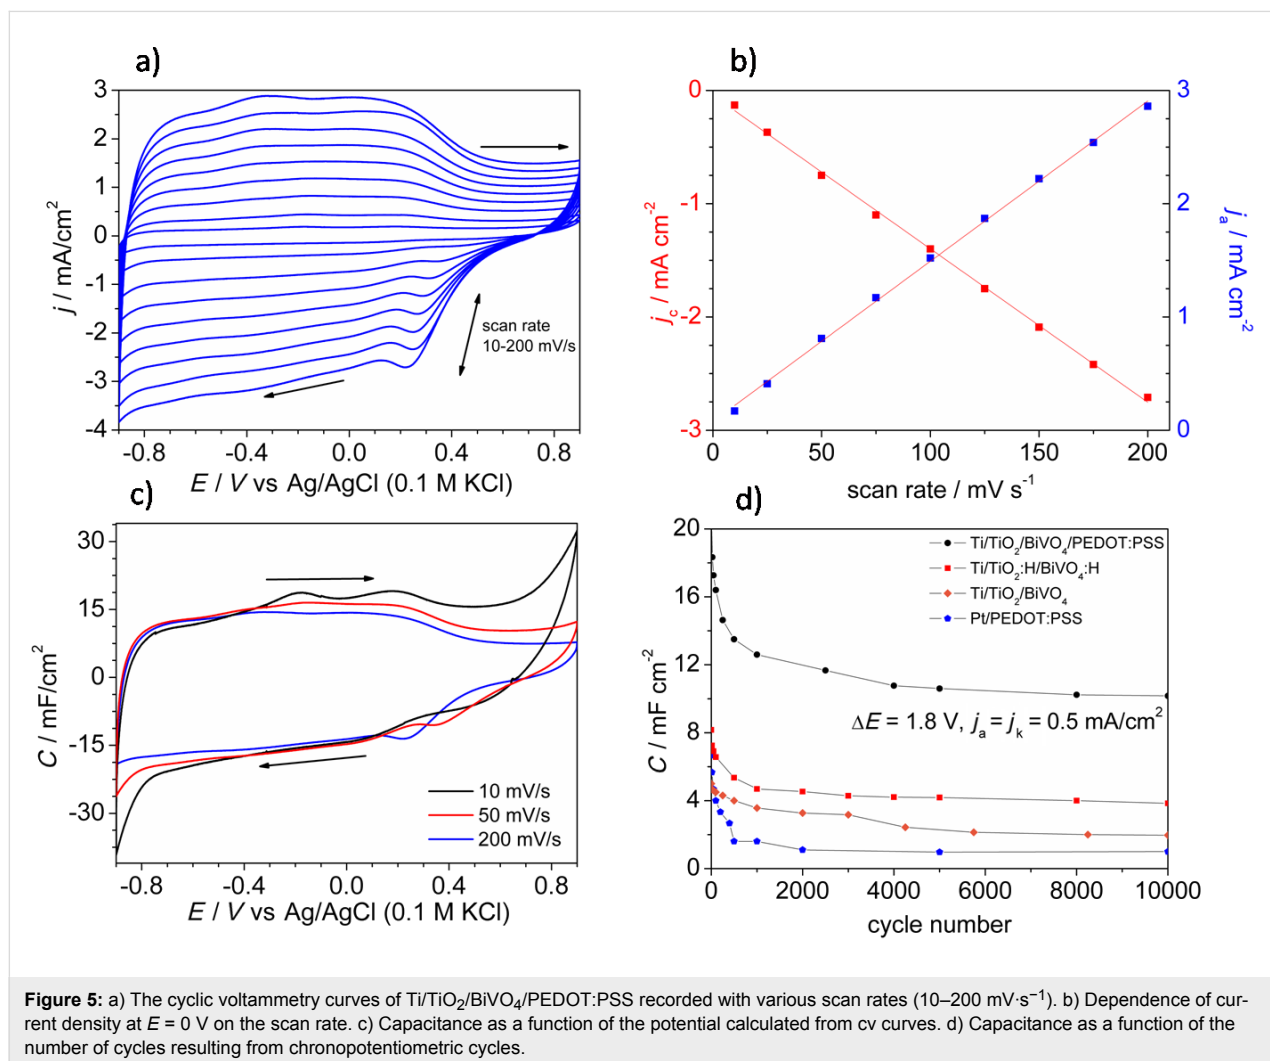 a)
3
2
1
0
-1
-2
-3
-4
j / mA/cm²
scan rate
10-200 mV/s
-0.8 -0.4 0.0 0.4 0.8
E / V vs Ag/AgCl (0.1 M KCl)
b)
0
-1
-2
-3
j_c / mA cm⁻²
3
2
1
0
j_a / mA cm⁻²
0 50 100 150 200
scan rate / mV s⁻¹
c)
30
15
0
-15
-30
C / mF/cm²
10 mV/s
50 mV/s
200 mV/s
-0.8 -0.4 0.0 0.4 0.8
E / V vs Ag/AgCl (0.1 M KCl)
d)
20
16
12
8
4
0
C / mF cm⁻²
Ti/TiO₂/BiVO₄/PEDOT:PSS
Ti/TiO₂:H/BiVO₄:H
Ti/TiO₂/BiVO₄
Pt/PEDOT:PSS
ΔE = 1.8 V, j_a = j_k = 0.5 mA/cm²
0 2000 4000 6000 8000 10000
cycle number
Figure 5: a) The cyclic voltammetry curves of Ti/TiO₂/BiVO₄/PEDOT:PSS recorded with various scan rates (10–200 mV·s⁻¹). b) Dependence of cur-
rent density at E = 0 V on the scan rate. c) Capacitance as a function of the potential calculated from cv curves. d) Capacitance as a function of the
number of cycles resulting from chronopotentiometric cycles.